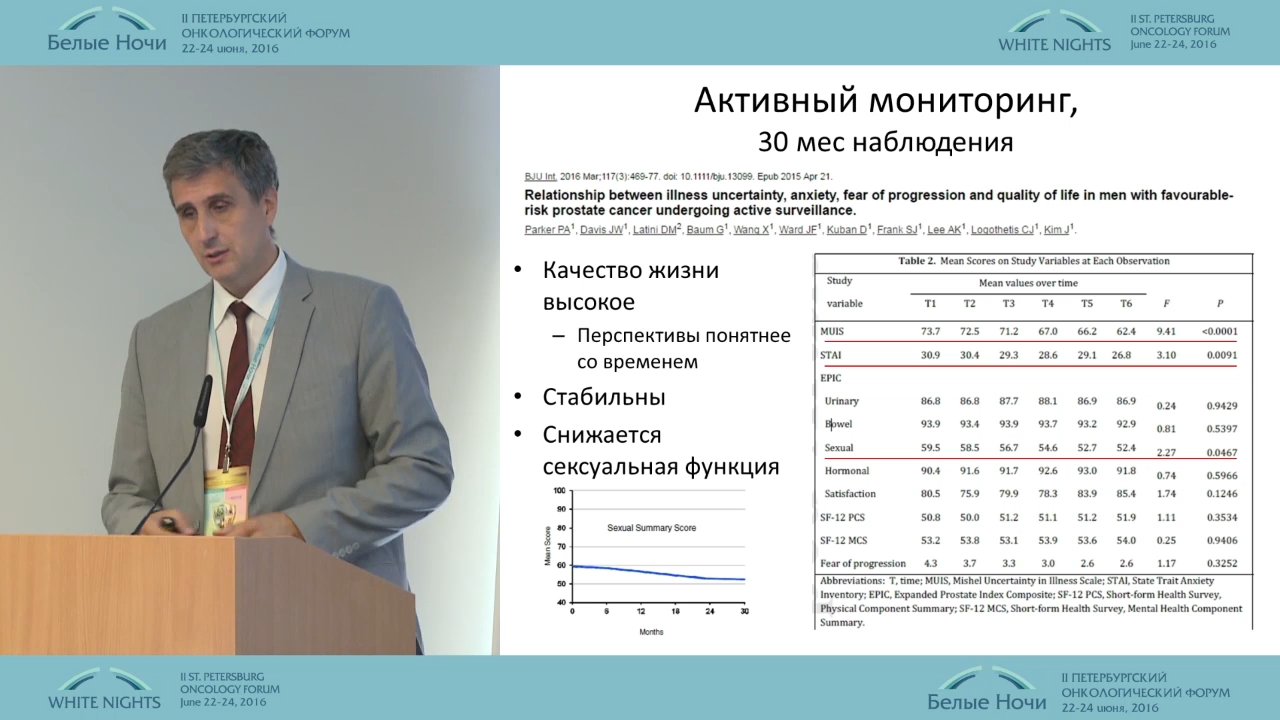 Белые Ночи
II ПЕТЕРБУРГСКИЙ
ОНКОЛОГИЧЕСКИЙ ФОРУМ
22-24 июня, 2016
WHITE NIGHTS
II ST. PETERSBURG
ONCOLOGY FORUM
June 22-24, 2016
Активный мониторинг,
30 мес наблюдения
BJU Int. 2016 Mar;117(3):469-77. doi: 10.1111/bju.13099. Epub 2015 Apr 21.
Relationship between illness uncertainty, anxiety, fear of progression and quality of life in men with favourable-
risk prostate cancer undergoing active surveillance.
Parker PA1, Davis JW1, Latini DM2, Baum G1, Wang X1, Ward JF1, Kuban D1, Frank SJ1, Lee AK1, Logothetis CJ1, Kim J1.
• Качество жизни
высокое
– Перспективы понятнее
со временем
• Стабильны
• Снижается
сексуальная функция
100
90
80
70
60
50
40
Mean Score
Sexual Summary Score
0 6 12 18 24 30
Months
Table 2. Mean Scores on Study Variables at Each Observation
Study
variable
Mean values over time
T1 T2 T3 T4 T5 T6 F P
MUIS 73.7 72.5 71.2 67.0 66.2 62.4 9.41 <0.0001
STAI 30.9 30.4 29.3 28.6 29.1 26.8 3.10 0.0091
EPIC
Urinary 86.8 86.8 87.7 88.1 86.9 86.9 0.24 0.9429
Bowel 93.9 93.4 93.9 93.7 93.2 92.9 0.81 0.5397
Sexual 59.5 58.5 56.7 54.6 52.7 52.4 2.27 0.0467
Hormonal 90.4 91.6 91.7 92.6 93.0 91.8 0.74 0.5966
Satisfaction 80.5 75.9 79.9 78.3 83.9 85.4 1.74 0.1246
SF-12 PCS 50.8 50.0 51.2 51.1 51.2 51.9 1.11 0.3534
SF-12 MCS 53.2 53.8 53.1 53.9 53.6 54.0 0.25 0.9406
Fear of progression 4.3 3.7 3.3 3.0 2.6 2.6 1.17 0.3252
Abbreviations: T, time; MUIS, Mishel Uncertainty in Illness Scale; STAI, State Trait Anxiety
Inventory; EPIC, Expanded Prostate Index Composite; SF-12 PCS, Short-form Health Survey,
Physical Component Summary; SF-12 MCS, Short-form Health Survey, Mental Health Component
Summary.
WHITE NIGHTS
II ST. PETERSBURG
ONCOLOGY FORUM
June 22-24, 2016
Белые Ночи
II ПЕТЕРБУРГСКИЙ
ОНКОЛОГИЧЕСКИЙ ФОРУМ
22-24 июня, 2016